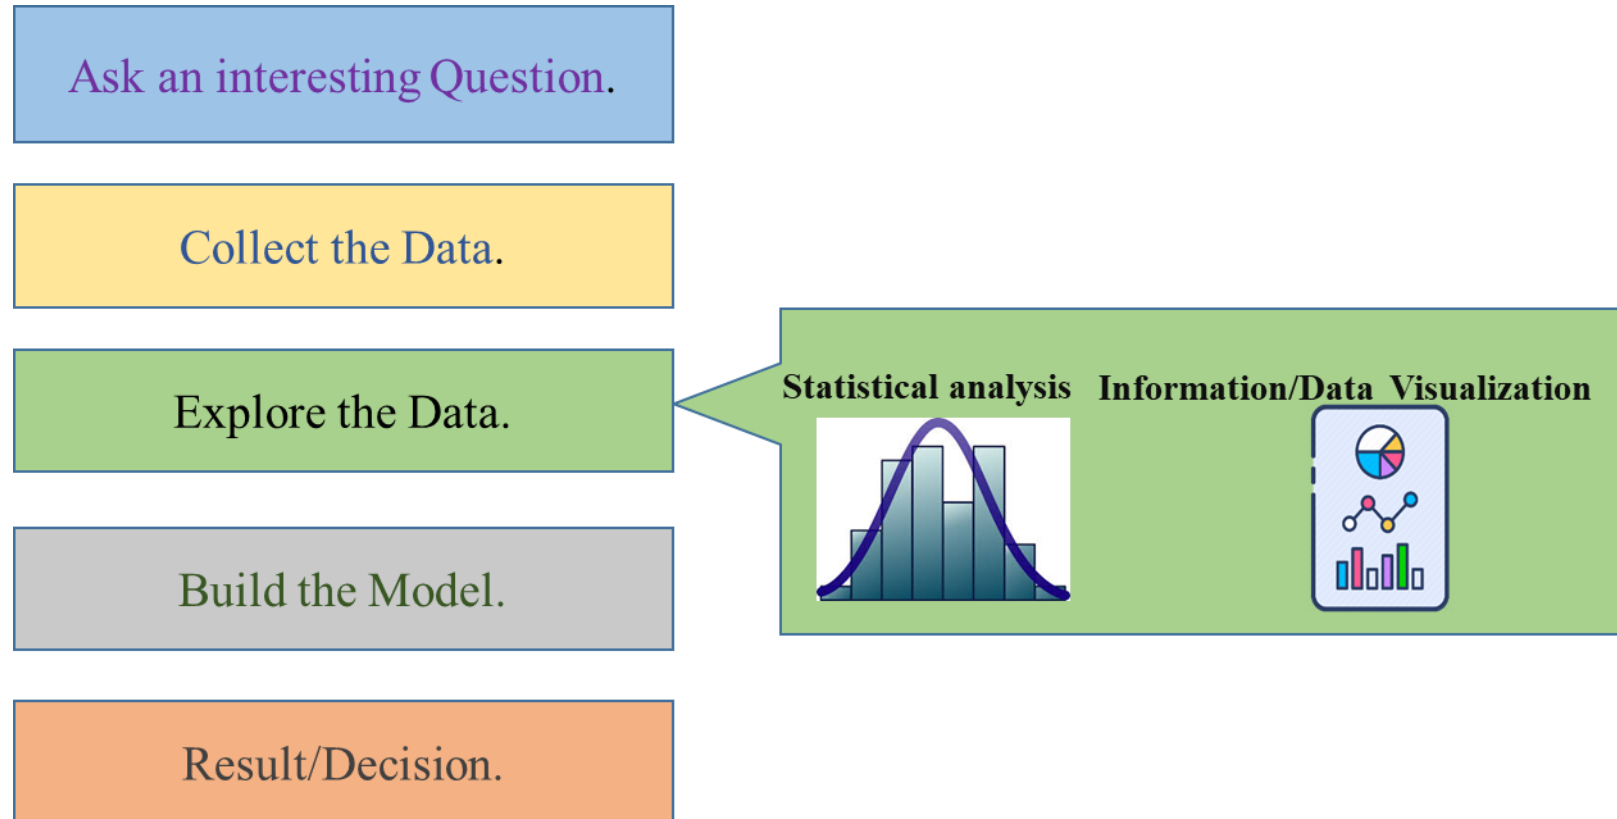 Ask an interesting Question.
Collect the Data.
Explore the Data.
Statistical analysis
Information/Data Visualization
Build the Model.
Result/Decision.